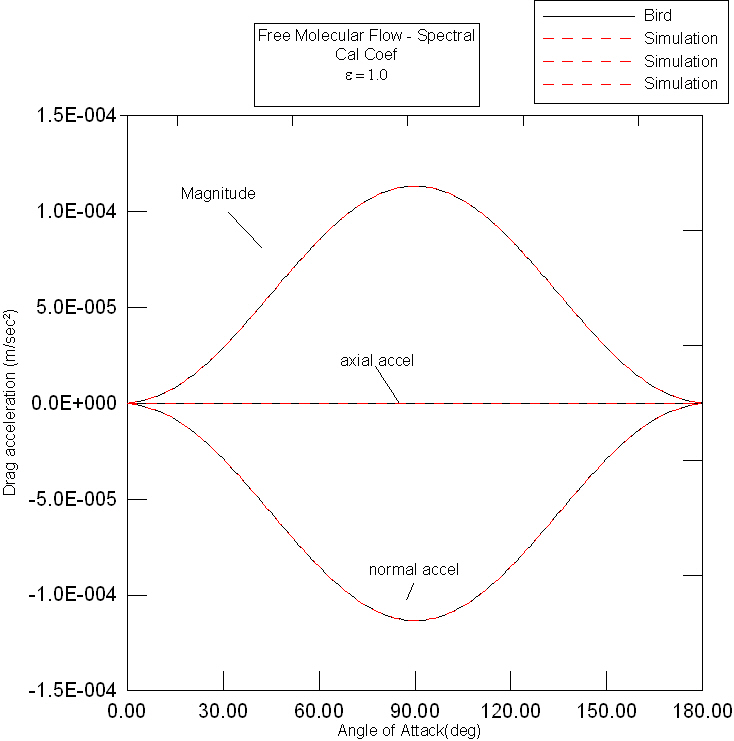 Free Molecular Flow - Spectral
Cal Coef
ε = 1.0
Bird
Simulation
Simulation
Simulation
1.5E-004
1.0E-004
5.0E-005
0.0E+000
-5.0E-005
-1.0E-004
-1.5E-004
Drag acceleration (m/sec²)
Magnitude
axial accel
normal accel
0.00 30.00 60.00 90.00 120.00 150.00 180.00
Angle of Attack(deg)